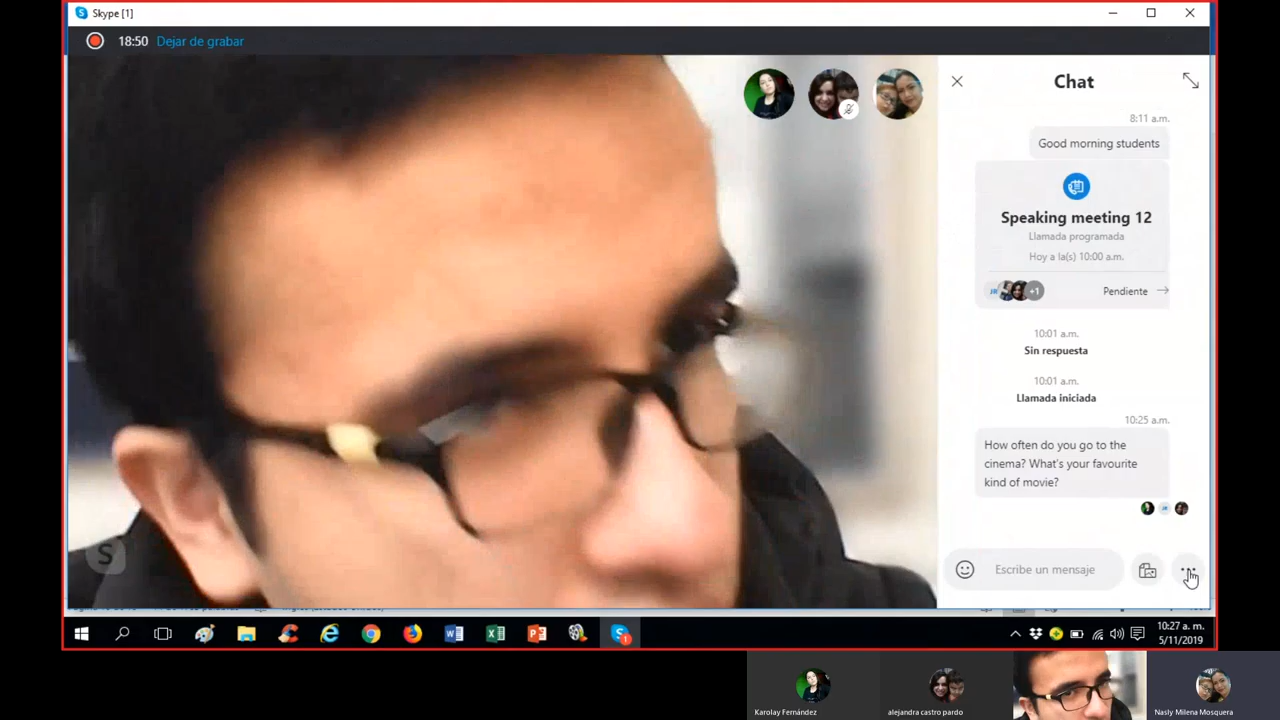 Skype [1]
18:50 Dejar de grabar
Chat
8:11 a.m.
Good morning students
Speaking meeting 12
Llamada programada
Hoy a la(s) 10:00 a.m.
+1
Pendiente
10:01 a.m.
Sin respuesta
10:01 a.m.
Llamada iniciada
10:25 a.m.
How often do you go to the
cinema? What's your favourite
kind of movie?
Escribe un mensaje
10:27 a. m.
5/11/2019
Karolay Fernández
alejandra castro pardo
Nasly Milena Mosquera